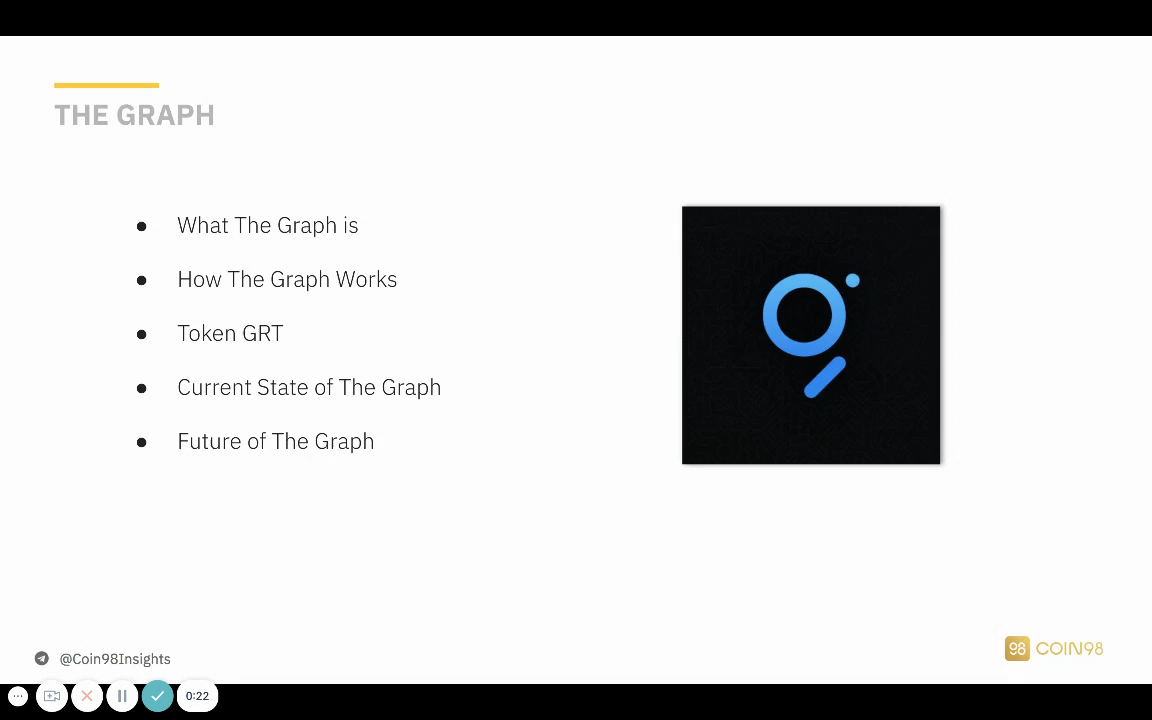 THE GRAPH
● What The Graph is
● How The Graph Works
● Token GRT
● Current State of The Graph
● Future of The Graph
@Coin98Insights
98 COIN98
0:22